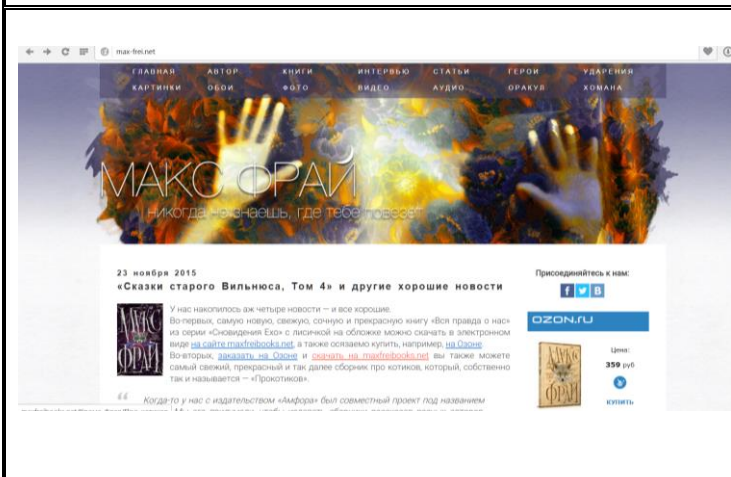 max-frei.net
ГЛАВНАЯ АВТОР КНИГИ ИНТЕРВЬЮ СТАТЬИ ГЕРОИ УДАРЕНИЯ
КАРТИНКИ ОБОИ ФОТО ВИДЕО АУДИО ОРАКУЛ ХОМАНА
МАКС ФРАЙ
никогда не знаешь, где тебе повезет
23 ноября 2015
«Сказки старого Вильнюса, Том 4» и другие хорошие новости
МАКС
ФРАЙ
У нас накопилось аж четыре новости — и все хорошие.
Во-первых, самую новую, свежую, сочную и прекрасную книгу «Вся правда о нас»
из серии «Сновидения Ехо» с лисичкой на обложке можно скачать в электронном
виде на сайте maxfreibooks.net, а также осязаемо купить, например, на Озоне
Во-вторых, заказать на Озоне и скачать на maxfreibooks.net вы также можете
самый свежий, прекрасный и так далее сборник про котиков, который, собственно
так и называется — «Прокотиков».
Когда-то у нас с издательством «Амфора» был совместный проект под названием
Присоединяйтесь к нам:
f B
OZON.RU
МАКС
ФРАЙ
Цена:
359 руб
КУПИТЬ